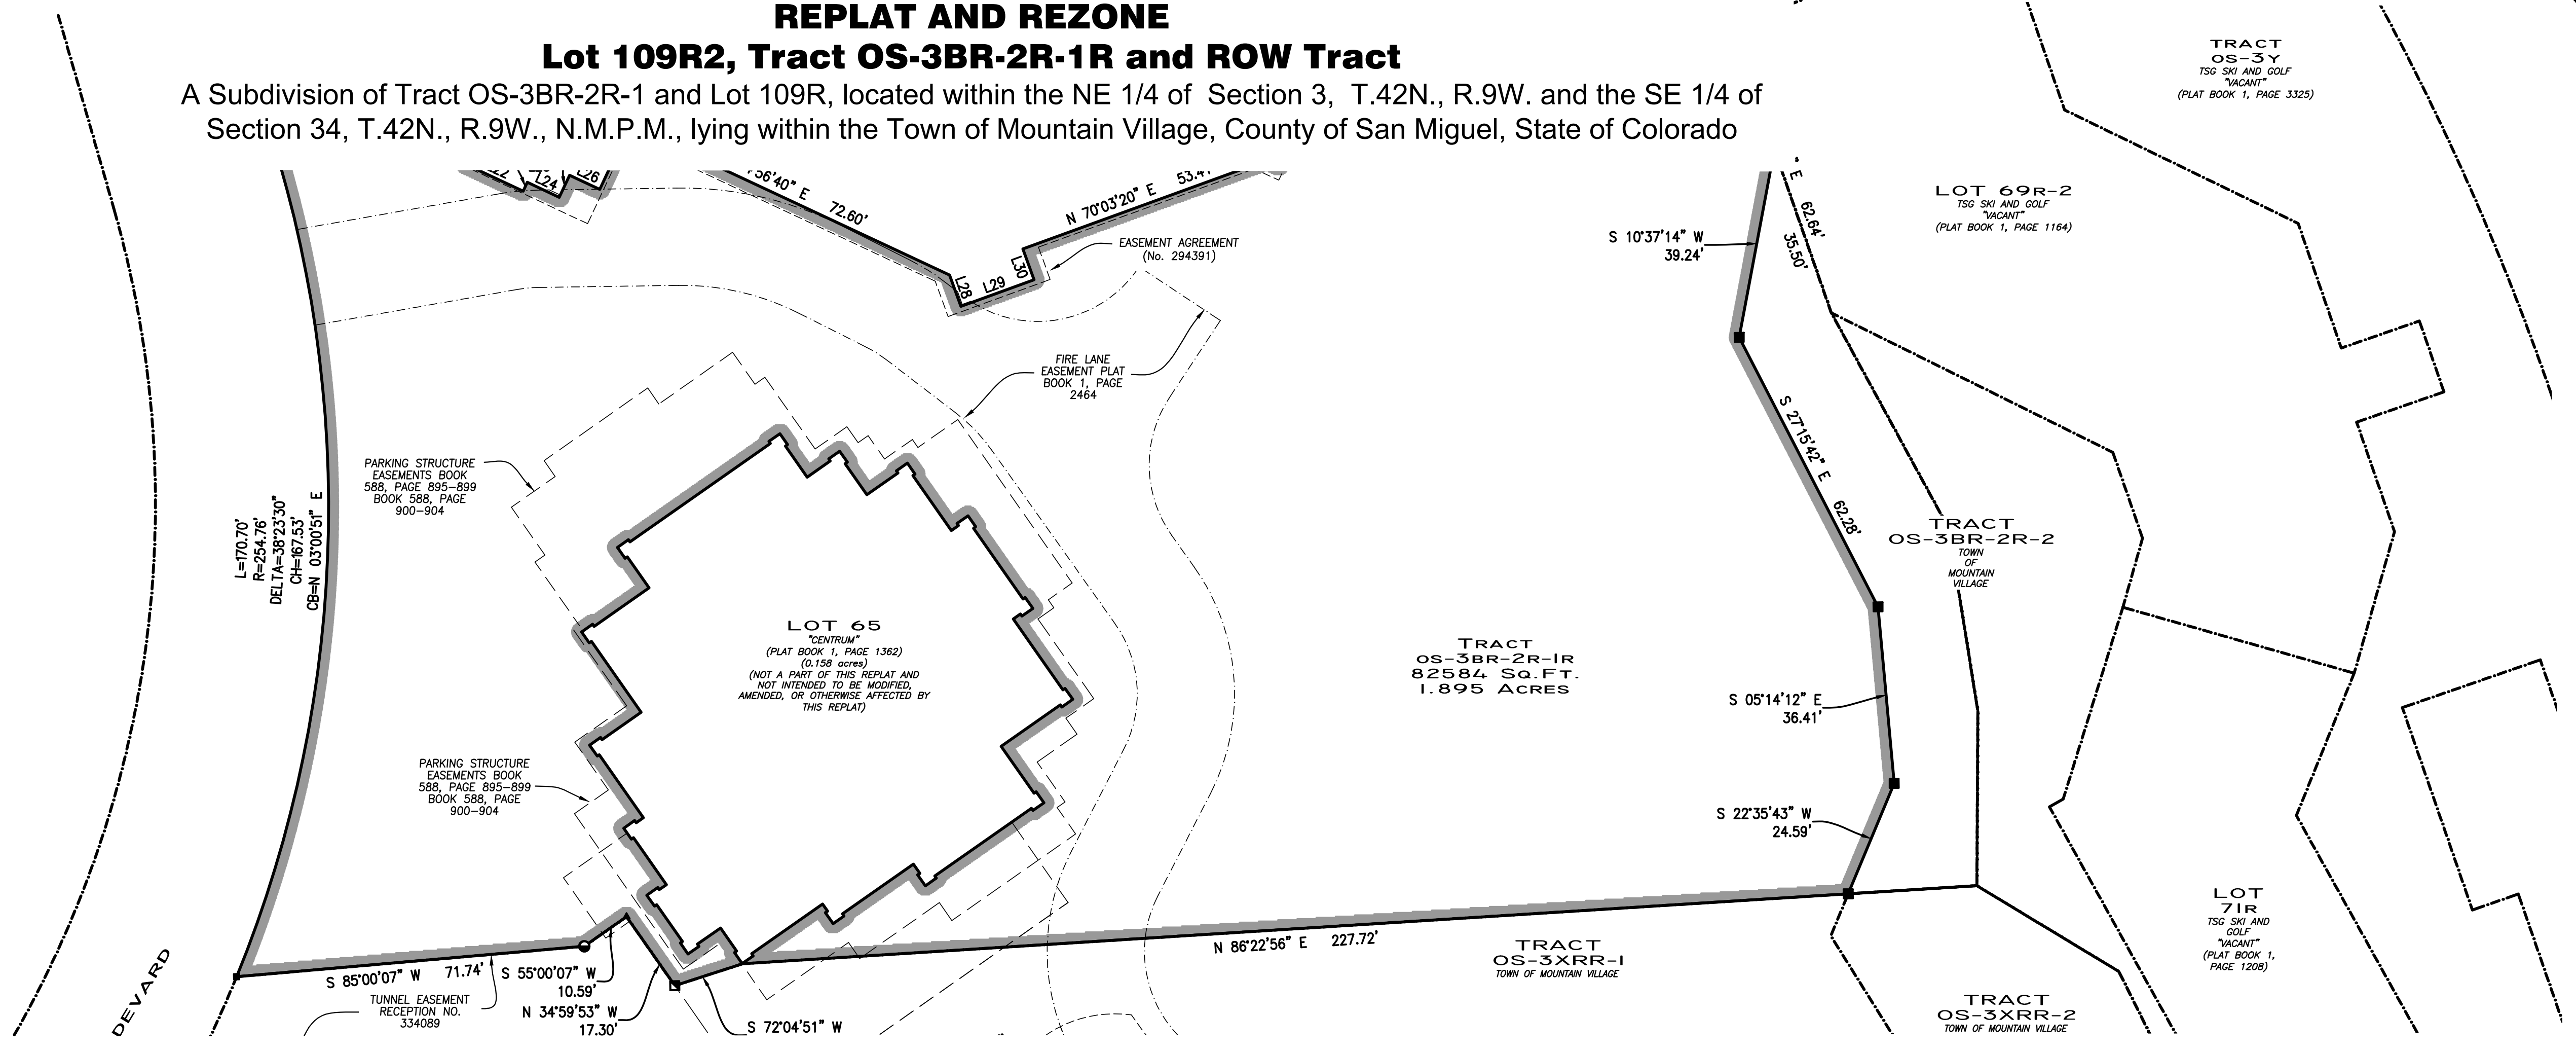 REPLAT AND REZONE
Lot 109R2, Tract OS-3BR-2R-1R and ROW Tract
A Subdivision of Tract OS-3BR-2R-1 and Lot 109R, located within the NE 1/4 of Section 3, T.42N., R.9W. and the SE 1/4 of
Section 34, T.42N., R.9W., N.M.P.M., lying within the Town of Mountain Village, County of San Miguel, State of Colorado
TRACT
OS-3Y
TSG SKI AND GOLF
"VACANT"
(PLAT BOOK 1, PAGE 3325)
LOT 69R-2
TSG SKI AND GOLF
"VACANT"
(PLAT BOOK 1, PAGE 1164)
L24
L26
56'40" E 72.60'
N 70°03'20" E 53.4
L28
L29
L30
EASEMENT AGREEMENT
(No. 294391)
S 10°37'14" W
39.24'
E 62.64'
35.50'
FIRE LANE
EASEMENT PLAT
BOOK 1, PAGE
2464
PARKING STRUCTURE
EASEMENTS BOOK
588, PAGE 895-899
BOOK 588, PAGE
900-904
L=170.70'
R=254.76'
DELTA=38°23'30"
CH=167.53'
CB=N 03°00'51" E
S 27°15'42" E 62.28'
TRACT
OS-3BR-2R-2
TOWN
OF
MOUNTAIN
VILLAGE
LOT 65
"CENTRUM"
(PLAT BOOK 1, PAGE 1362)
(0.158 acres)
(NOT A PART OF THIS REPLAT AND
NOT INTENDED TO BE MODIFIED,
AMENDED, OR OTHERWISE AFFECTED BY
THIS REPLAT)
TRACT
OS-3BR-2R-1R
82584 SQ.FT.
1.895 ACRES
S 05°14'12" E
36.41'
PARKING STRUCTURE
EASEMENTS BOOK
588, PAGE 895-899
BOOK 588, PAGE
900-904
S 22°35'43" W
24.59'
LOT
71R
TSG SKI AND
GOLF
"VACANT"
(PLAT BOOK 1,
PAGE 1208)
N 86°22'56" E 227.72'
TRACT
OS-3XRR-1
TOWN OF MOUNTAIN VILLAGE
S 85°00'07" W 71.74'
S 55°00'07" W
10.59'
N 34°59'53" W
17.30'
S 72°04'51" W
TUNNEL EASEMENT
RECEPTION NO.
334089
DEVARD
TRACT
OS-3XRR-2
TOWN OF MOUNTAIN VILLAGE